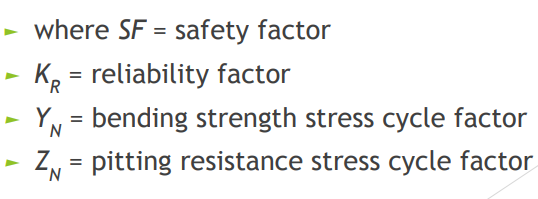 ► where SF = safety factor
► K_R = reliability factor
► Y_N = bending strength stress cycle factor
► Z_N = pitting resistance stress cycle factor